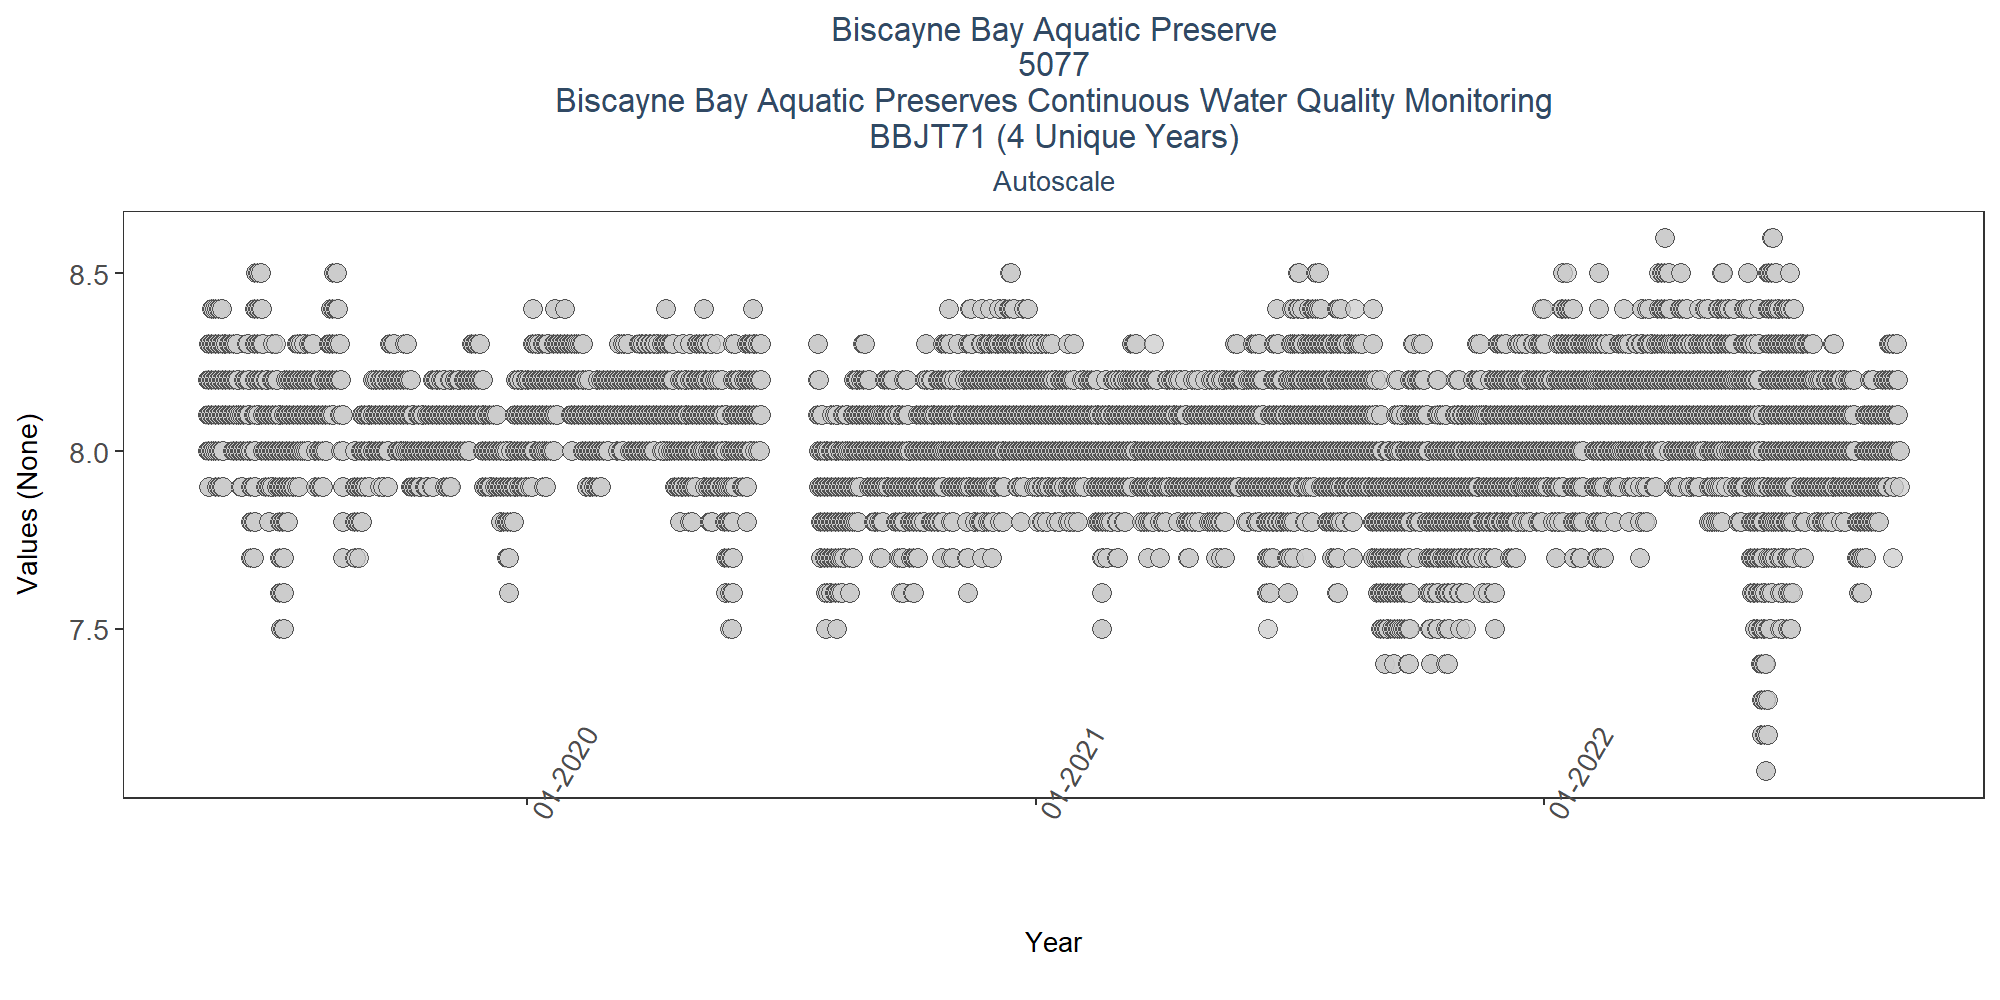 Biscayne Bay Aquatic Preserve
5077
Biscayne Bay Aquatic Preserves Continuous Water Quality Monitoring
BBJT71 (4 Unique Years)
Autoscale
Values (None)
8.5
8.0
7.5
01-2020
01-2021
01-2022
Year